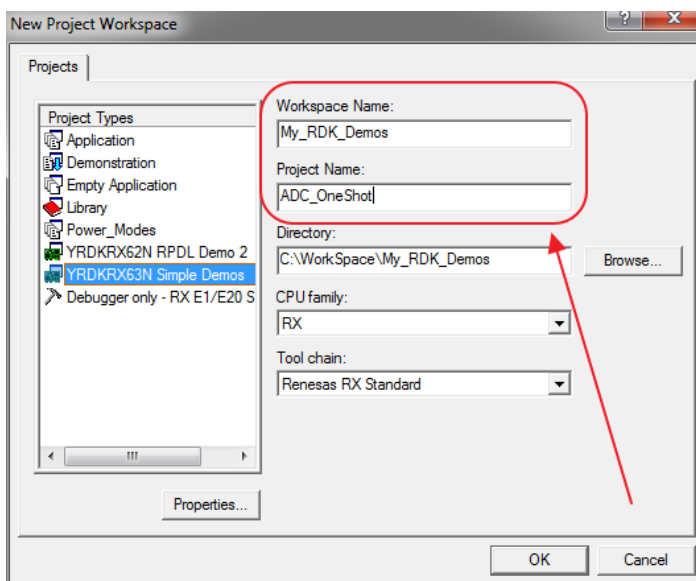 New Project Workspace
Projects
Project Types
Application
Demonstration
Empty Application
Library
Power_Modes
YRDKRX62N RPDL Demo 2
YRDKRX63N Simple Demos
Debugger only - RX E1/E20 S
Properties...
Workspace Name:
My_RDK_Demos
Project Name:
ADC_OneShot
Directory:
C:\WorkSpace\My_RDK_Demos
Browse...
CPU family:
RX
Tool chain:
Renesas RX Standard
OK
Cancel